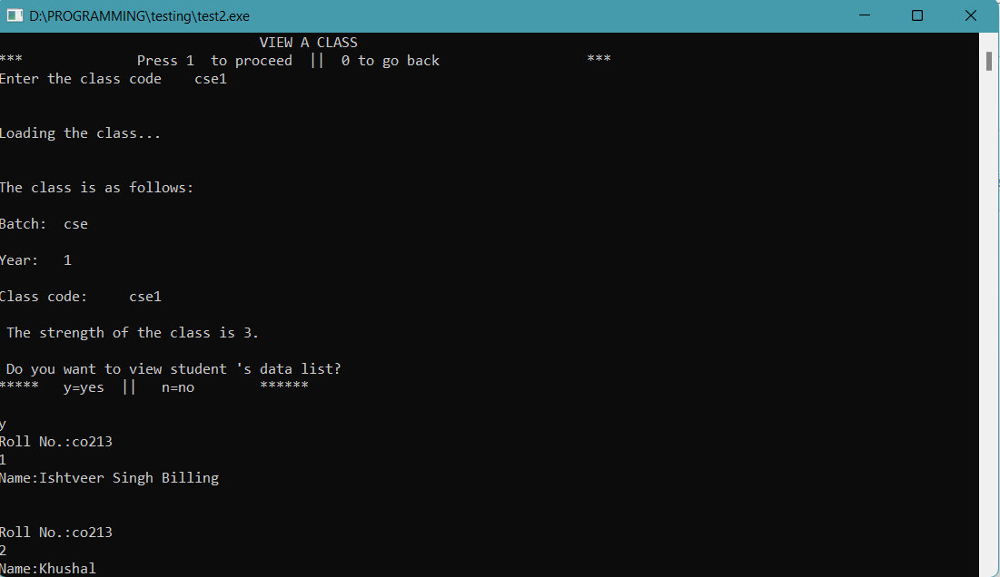 D:\PROGRAMMING\testing\test2.exe
VIEW A CLASS
*** Press 1 to proceed || 0 to go back ***
Enter the class code cse1
Loading the class...
The class is as follows:
Batch: cse
Year: 1
Class code: cse1
The strength of the class is 3.
Do you want to view student 's data list?
***** y=yes || n=no ******
y
Roll No.:co213
1
Name:Ishtveer Singh Billing
Roll No.:co213
2
Name:Khushal